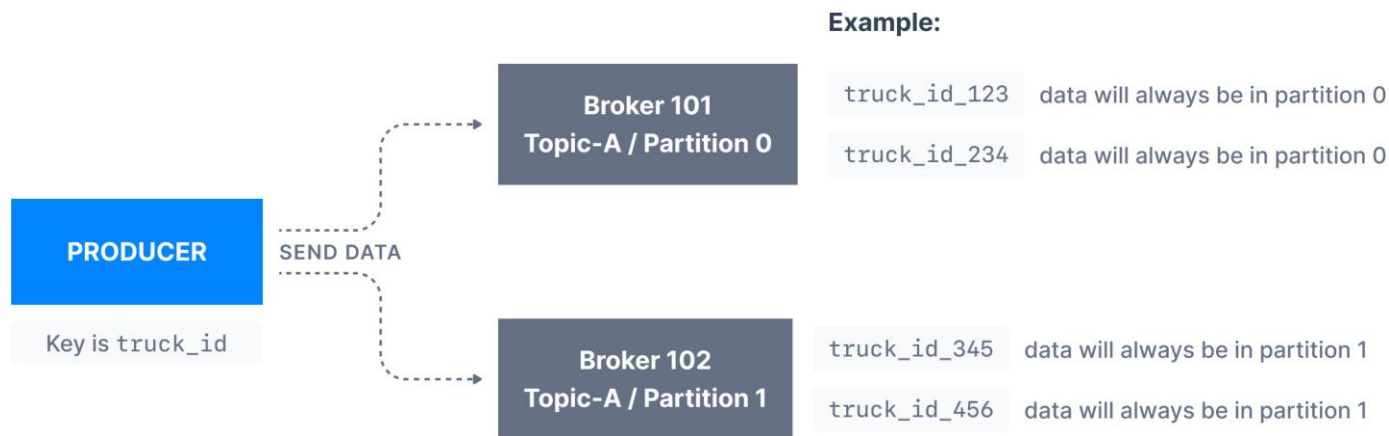 Example:
Broker 101
Topic-A / Partition 0
truck_id_123 data will always be in partition 0
truck_id_234 data will always be in partition 0
PRODUCER
SEND DATA
Key is truck_id
Broker 102
Topic-A / Partition 1
truck_id_345 data will always be in partition 1
truck_id_456 data will always be in partition 1